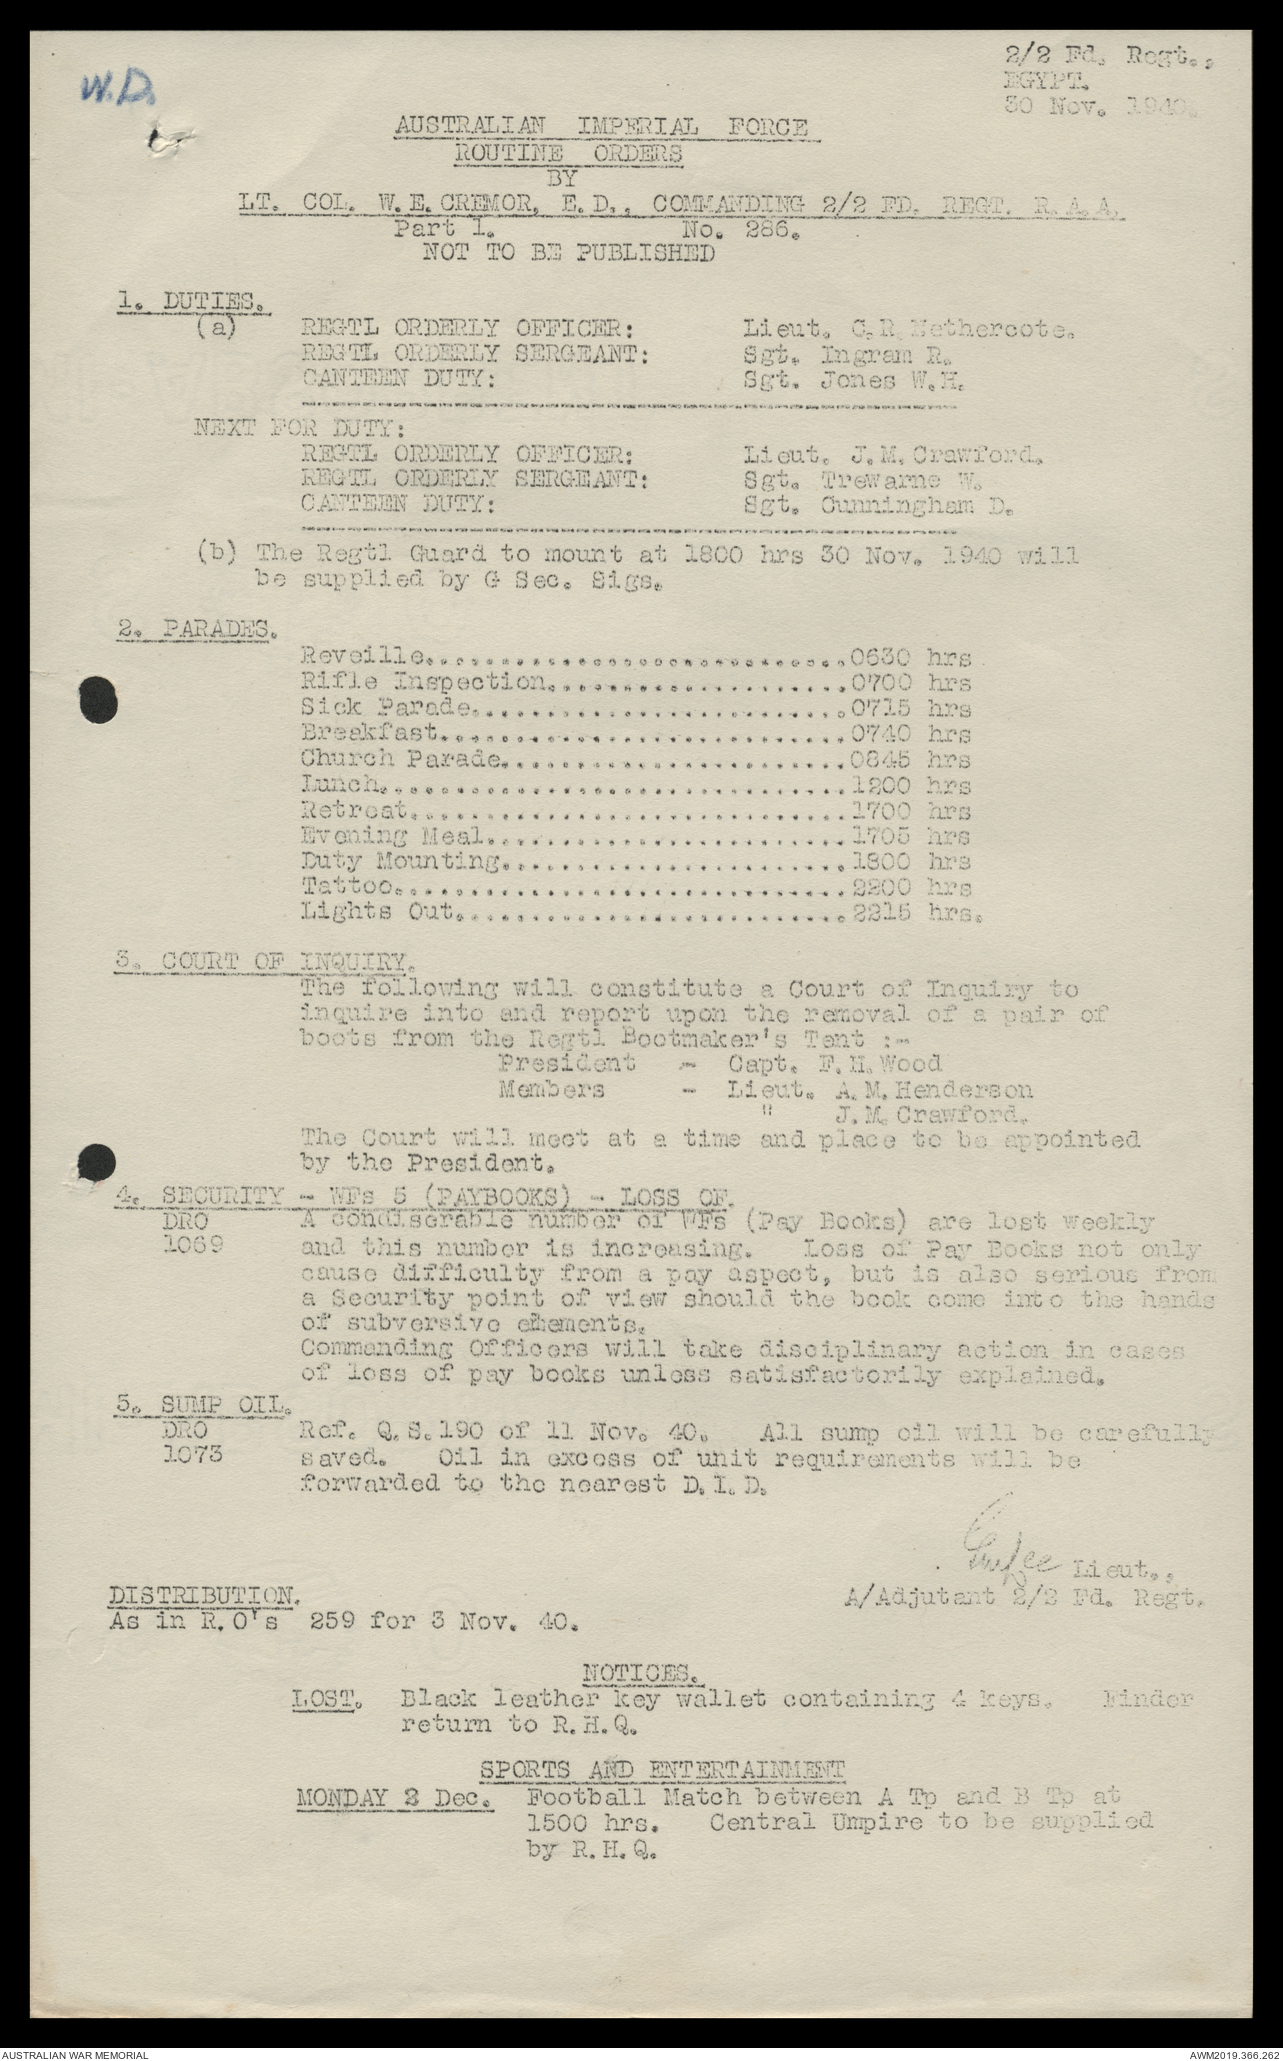 W.D.
2/2 Fd. Regt.,
EGYPT.
30 Nov. 1940.
AUSTRALIAN IMPERIAL FORCE
ROUTINE ORDERS
BY
LT. COL. W.E.CREMOR, E.D., COMMANDING 2/2 FD. REGT. R.A.A.
Part 1. No. 286.
NOT TO BE PUBLISHED
1. DUTIES.
(a) REGTL ORDERLY OFFICER: Lieut. C.R.Nethercote.
REGTL ORDERLY SERGEANT: Sgt. Ingram R.
CANTEEN DUTY: Sgt. Jones W.H.
NEXT FOR DUTY:
REGTL ORDERLY OFFICER: Lieut. J.M.Crawford.
REGTL ORDERLY SERGEANT: Sgt. Trewarne W.
CANTEEN DUTY: Sgt. Cunningham D.
(b) The Regtl Guard to mount at 1800 hrs 30 Nov. 1940 will
be supplied by G Sec. Sigs.
2. PARADES.
Reveille............................0630 hrs
Rifle Inspection....................0700 hrs
Sick Parade.........................0715 hrs
Breakfast...........................0740 hrs
Church Parade.......................0845 hrs
Lunch...............................1200 hrs
Retreat.............................1700 hrs
Evening Meal........................1705 hrs
Duty Mounting.......................1800 hrs
Tattoo..............................2200 hrs
Lights Out..........................2215 hrs.
3. COURT OF INQUIRY.
The following will constitute a Court of Inquiry to
inquire into and report upon the removal of a pair of
boots from the Regtl Bootmaker's Tent :-
President - Capt. F.H.Wood
Members - Lieut. A.M.Henderson
" J.M.Crawford.
The Court will meet at a time and place to be appointed
by the President.
4. SECURITY - WFs 5 (PAYBOOKS) - LOSS OF.
DRO A condiserable number of WFs (Pay Books) are lost weekly
1069 and this number is increasing. Loss of Pay Books not only
cause difficulty from a pay aspect, but is also serious from
a Security point of view should the book come into the hands
of subversive elements.
Commanding Officers will take disciplinary action in cases
of loss of pay books unless satisfactorily explained.
5. SUMP OIL.
DRO Ref. Q.S.190 of 11 Nov. 40. All sump oil will be carefully
1073 saved. Oil in excess of unit requirements will be
forwarded to the nearest D.I.D.
Lieut.,
A/Adjutant 2/2 Fd. Regt.
DISTRIBUTION.
As in R.O's 259 for 3 Nov. 40.
NOTICES.
LOST. Black leather key wallet containing 4 keys. Finder
return to R.H.Q.
SPORTS AND ENTERTAINMENT
MONDAY 2 Dec. Football Match between A Tp and B Tp at
1500 hrs. Central Umpire to be supplied
by R.H.Q.
AUSTRALIAN WAR MEMORIAL
AWM2019.366.262